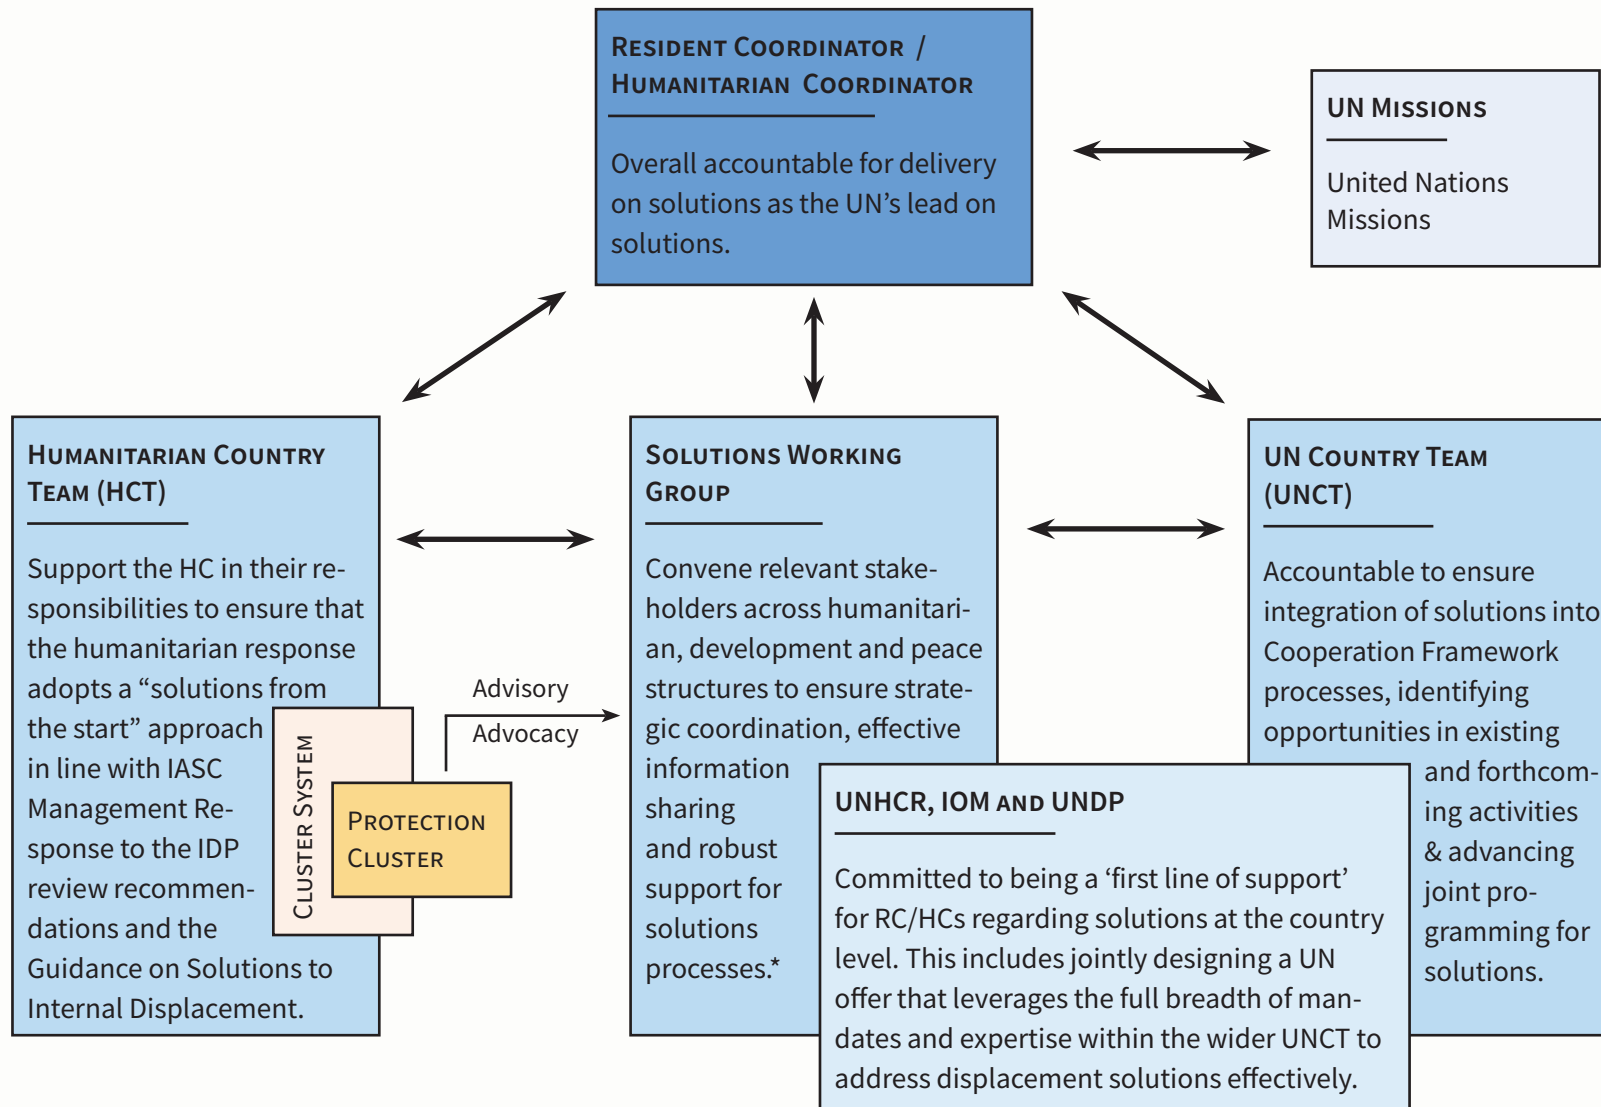 Resident Coordinator /
Humanitarian Coordinator
Overall accountable for delivery
on solutions as the UN’s lead on
solutions.
UN Missions
United Nations
Missions
Humanitarian Country
Team (HCT)
Support the HC in their re-
sponsibilities to ensure that
the humanitarian response
adopts a “solutions from
the start” approach
in line with IASC
Management Re-
sponse to the IDP
review recommen-
dations and the
Guidance on Solutions to
Internal Displacement.
Cluster System
Protection
Cluster
Advisory
Advocacy
Solutions Working
Group
Convene relevant stake-
holders across humanitari-
an, development and peace
structures to ensure strate-
gic coordination, effective
information
sharing
and robust
support for
solutions
processes.*
UN Country Team
(UNCT)
Accountable to ensure
integration of solutions into
Cooperation Framework
processes, identifying
opportunities in existing
and forthcom-
ing activities
& advancing
joint pro-
gramming for
solutions.
UNHCR, IOM and UNDP
Committed to being a ‘first line of support’
for RC/HCs regarding solutions at the country
level. This includes jointly designing a UN
offer that leverages the full breadth of man-
dates and expertise within the wider UNCT to
address displacement solutions effectively.